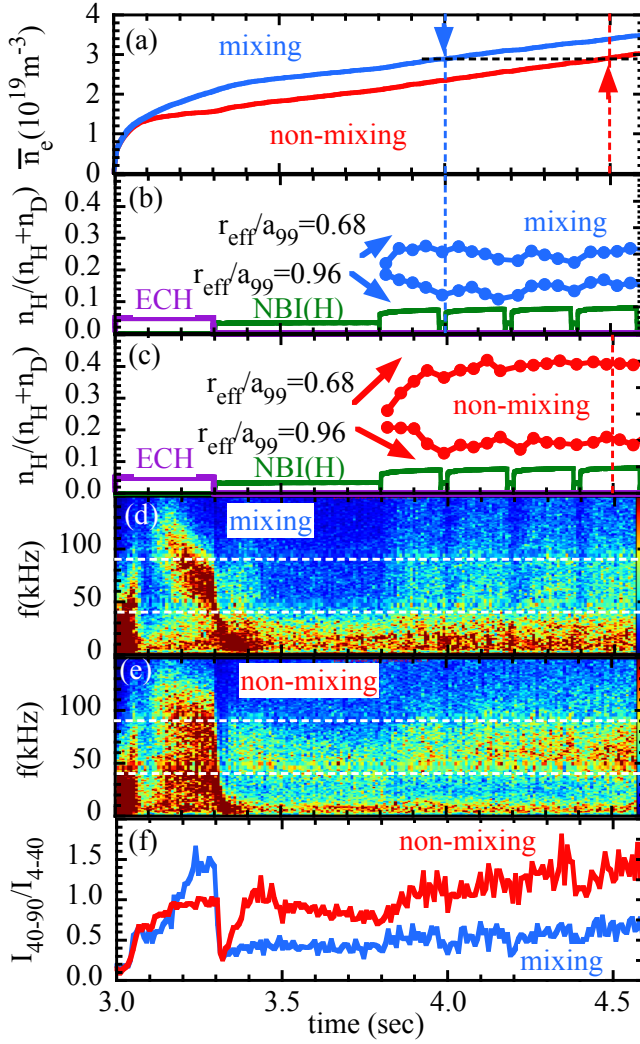 (a)
mixing
non-mixing
n̅e(10¹⁹m⁻³)
4
3
2
1
0
(b)
r_eff/a_99=0.68
mixing
r_eff/a_99=0.96
ECH
NBI(H)
n_H/(n_H+n_D)
0.4
0.3
0.2
0.1
0.0
(c)
r_eff/a_99=0.68
non-mixing
r_eff/a_99=0.96
ECH
NBI(H)
n_H/(n_H+n_D)
0.4
0.3
0.2
0.1
0.0
(d)
mixing
f(kHz)
100
50
0
(e)
non-mixing
f(kHz)
100
50
0
(f)
non-mixing
mixing
I_40-90/I_4-40
1.5
1.0
0.5
0.0
3.0
3.5
4.0
4.5
time (sec)